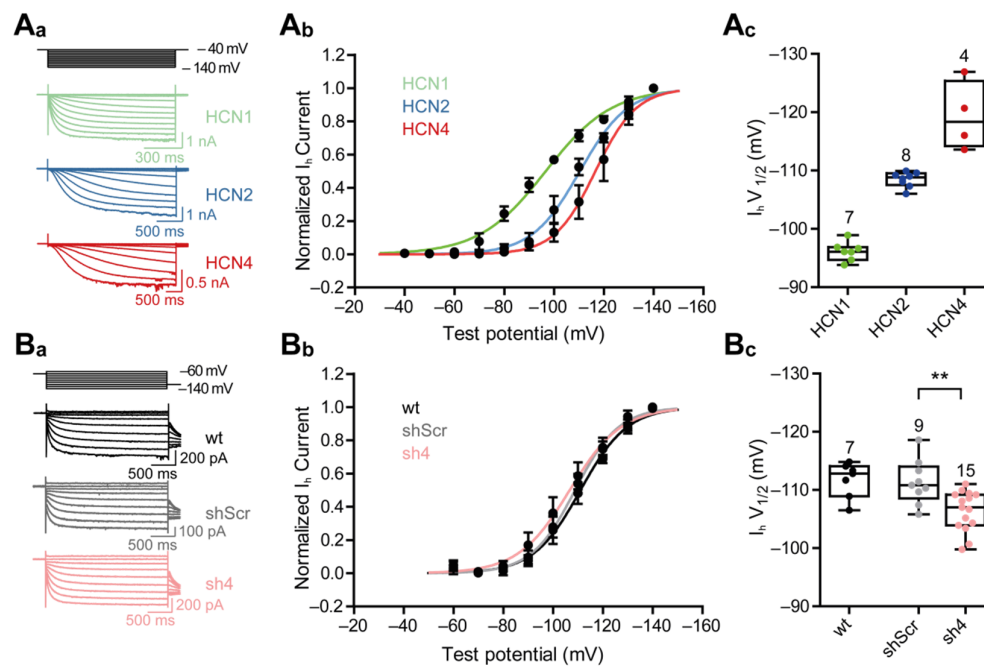 Aa
– 40 mV
– 140 mV
HCN1
1 nA
300 ms
HCN2
1 nA
500 ms
HCN4
0.5 nA
500 ms
Ab
Normalized Ih Current
1.2
1.0
0.8
0.6
0.4
0.2
0.0
–0.2
HCN1
HCN2
HCN4
–20 –40 –60 –80 –100 –120 –140 –160
Test potential (mV)
Ac
Ih V1/2 (mV)
–130
–120
–110
–100
–90
7
8
4
HCN1
HCN2
HCN4
Ba
–60 mV
–140 mV
wt
200 pA
500 ms
shScr
100 pA
500 ms
sh4
200 pA
500 ms
Bb
Normalized Ih Current
1.2
1.0
0.8
0.6
0.4
0.2
0.0
–0.2
wt
shScr
sh4
–20 –40 –60 –80 –100 –120 –140 –160
Test potential (mV)
Bc
Ih V1/2 (mV)
–130
–120
–110
–100
–90
**
7
9
15
wt
shScr
sh4